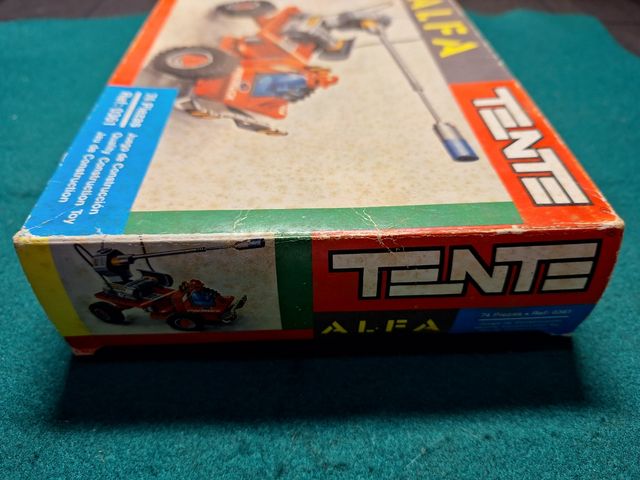 ALFA
TENTE
Piezas
Ref: 0361
Juego de Construcción
Quality Construction Toy
Jeu de Construction
TENTE
ALFA
74 Piezas • Ref: 0361